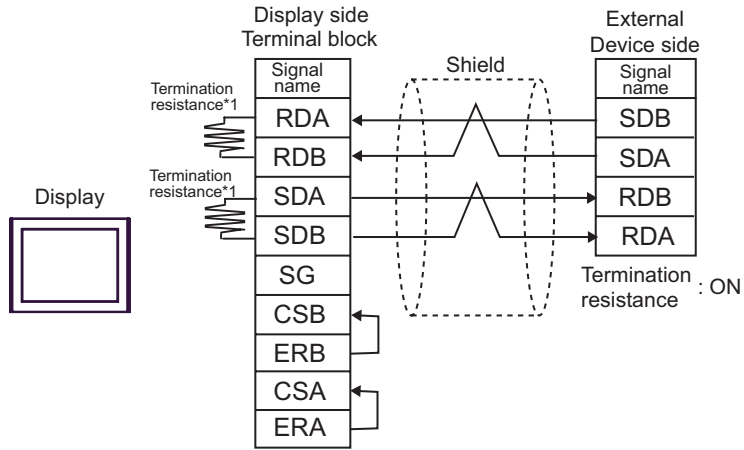 Display side
Terminal block
External
Device side
Shield
Signal
name
Signal
name
Termination
resistance*1
RDA
SDB
RDB
SDA
Termination
resistance*1
SDA
RDB
Display
SDB
RDA
SG
Termination
resistance : ON
CSB
ERB
CSA
ERA